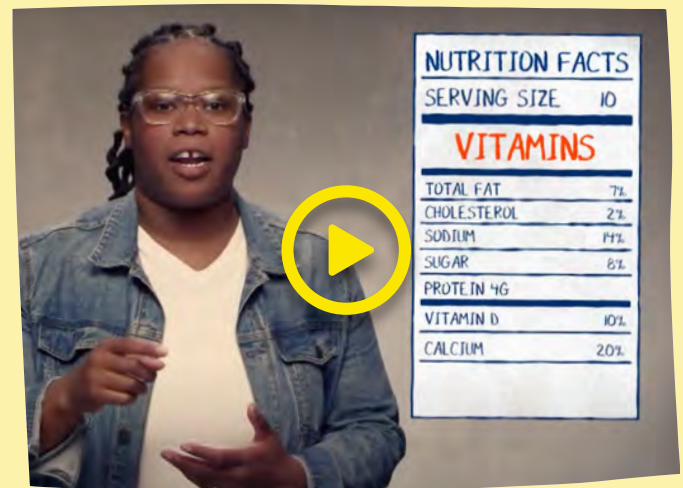 NUTRITION FACTS
SERVING SIZE 10
VITAMINS
TOTAL FAT 7%
CHOLESTEROL 2%
SODIUM 14%
SUGAR 8%
PROTEIN 4G
VITAMIN D 10%
CALCIUM 20%